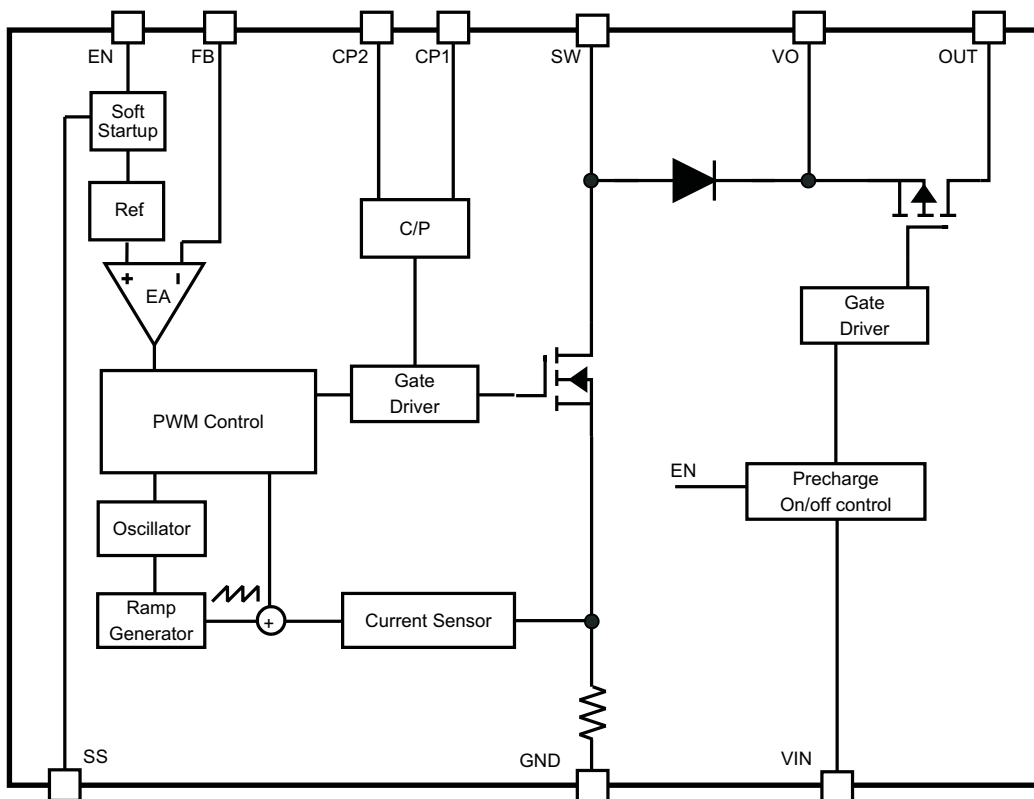 EN
FB
CP2
CP1
SW
VO
OUT
Soft
Startup
Ref
C/P
+
EA
Gate
Driver
Gate
Driver
PWM Control
EN
Precharge
On/off control
Oscillator
Ramp
Generator
+
Current Sensor
SS
GND
VIN